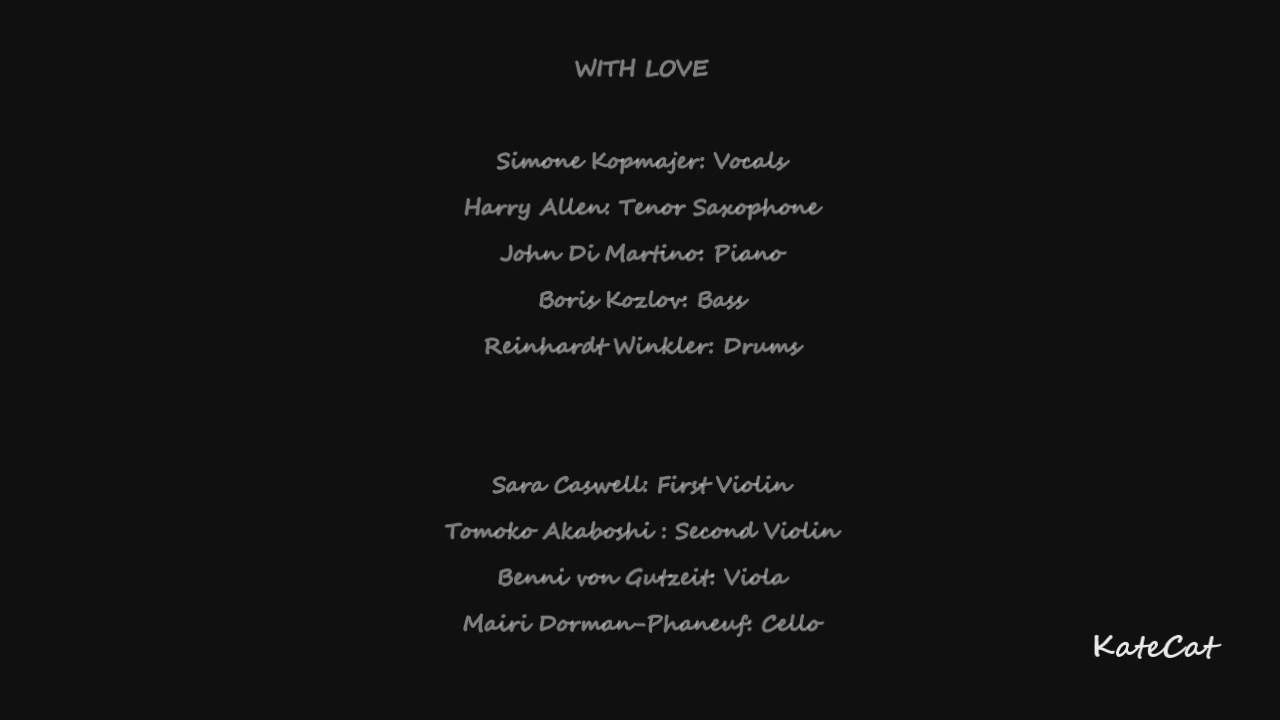 WITH LOVE
Simone Kopmajer: Vocals
Harry Allen: Tenor Saxophone
John Di Martino: Piano
Boris Kozlov: Bass
Reinhardt Winkler: Drums
Sara Caswell: First Violin
Tomoko Akaboshi : Second Violin
Benni von Gutzeit: Viola
Mairi Dorman-Phaneuf: Cello
KateCat